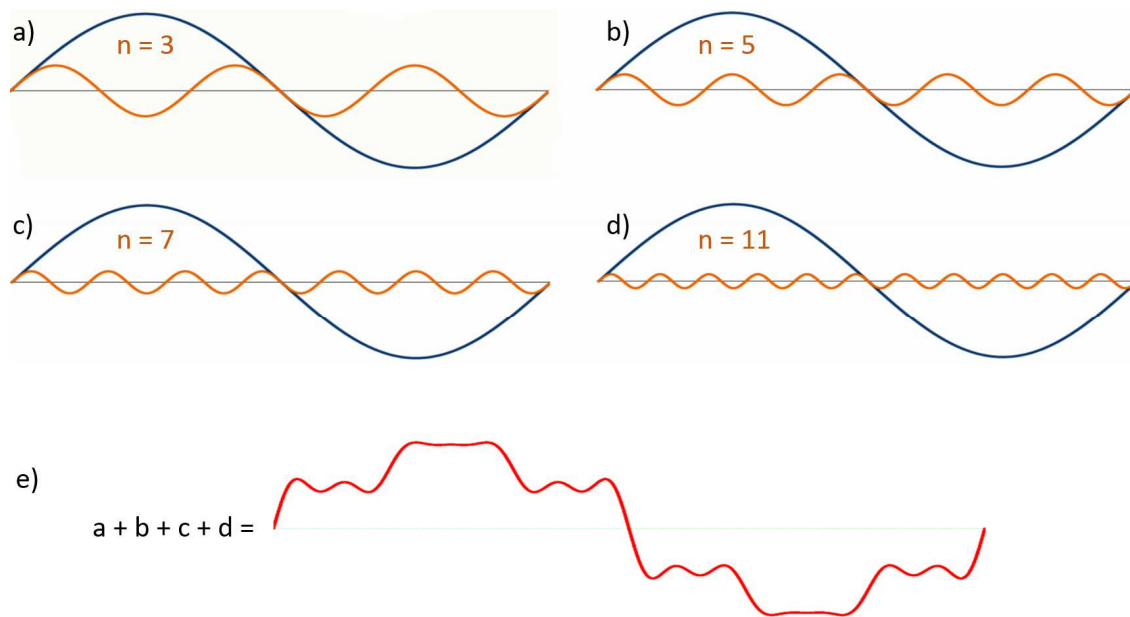 a)
n = 3
b)
n = 5
c)
n = 7
d)
n = 11
e)
a + b + c + d =